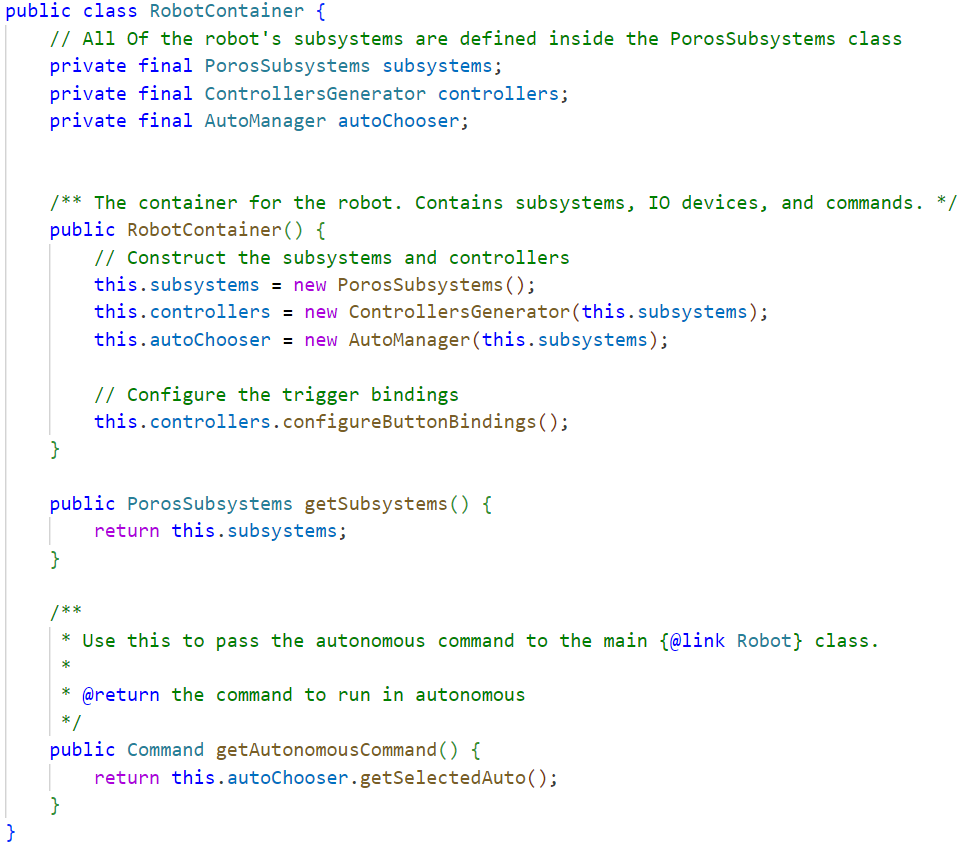 public class RobotContainer {
// All Of the robot's subsystems are defined inside the PorosSubsystems class
private final PorosSubsystems subsystems;
private final ControllersGenerator controllers;
private final AutoManager autoChooser;
/** The container for the robot. Contains subsystems, IO devices, and commands. */
public RobotContainer() {
// Construct the subsystems and controllers
this.subsystems = new PorosSubsystems();
this.controllers = new ControllersGenerator(this.subsystems);
this.autoChooser = new AutoManager(this.subsystems);
// Configure the trigger bindings
this.controllers.configureButtonBindings();
}
public PorosSubsystems getSubsystems() {
return this.subsystems;
}
/**
* Use this to pass the autonomous command to the main {@link Robot} class.
*
* @return the command to run in autonomous
*/
public Command getAutonomousCommand() {
return this.autoChooser.getSelectedAuto();
}
}